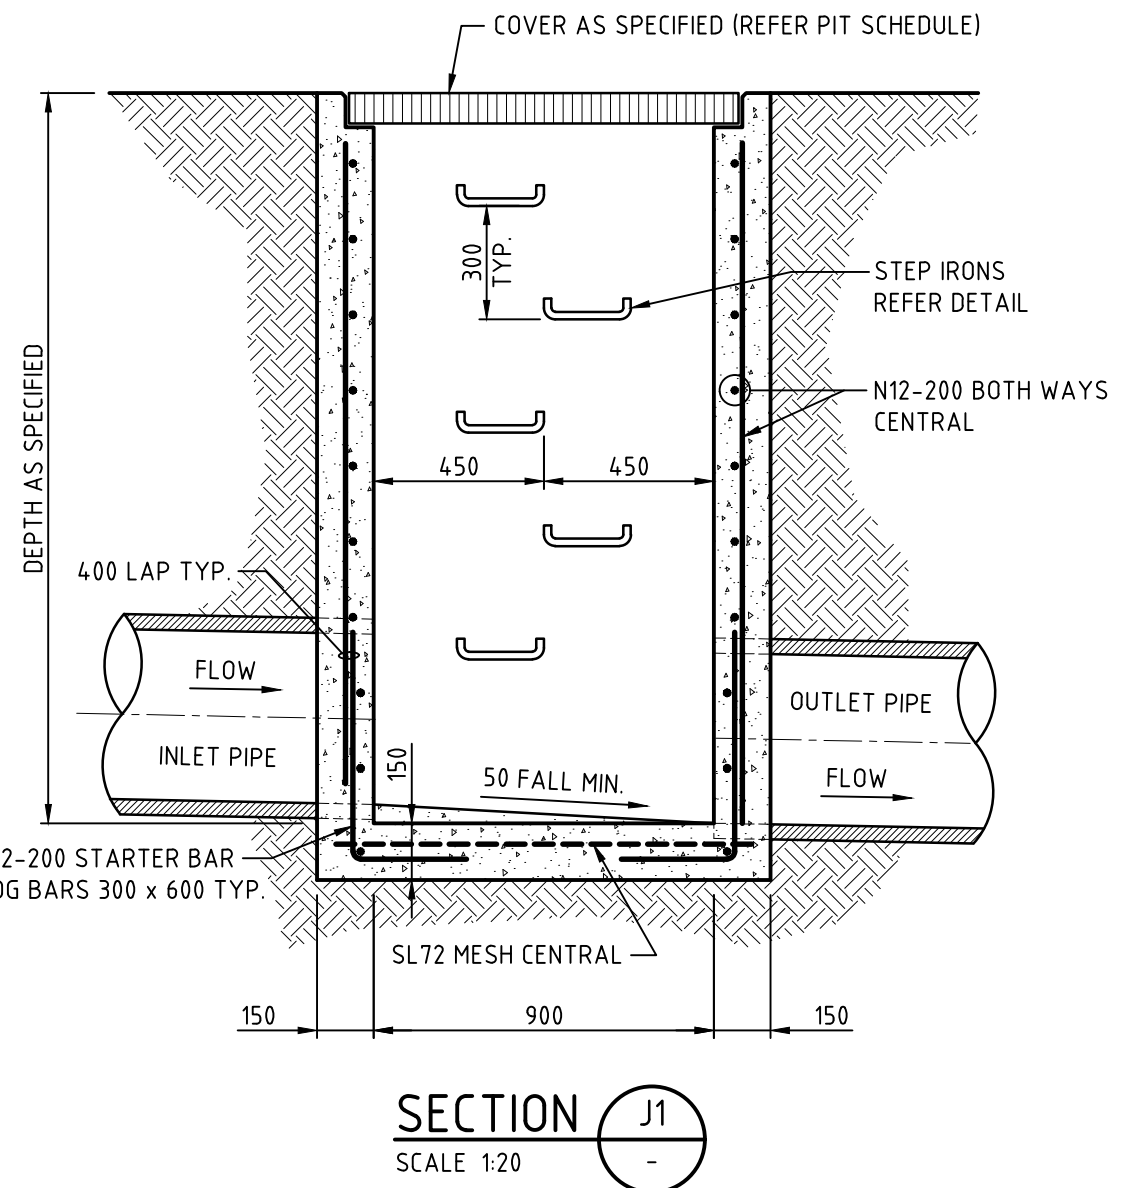 COVER AS SPECIFIED (REFER PIT SCHEDULE)
300
TYP.
STEP IRONS
REFER DETAIL
DEPTH AS SPECIFIED
N12-200 BOTH WAYS
CENTRAL
450
450
400 LAP TYP.
FLOW
OUTLET PIPE
INLET PIPE
150
50 FALL MIN.
FLOW
2-200 STARTER BAR
BARS 300 x 600 TYP.
SL72 MESH CENTRAL
150
900
150
SECTION
J1
SCALE 1:20
-